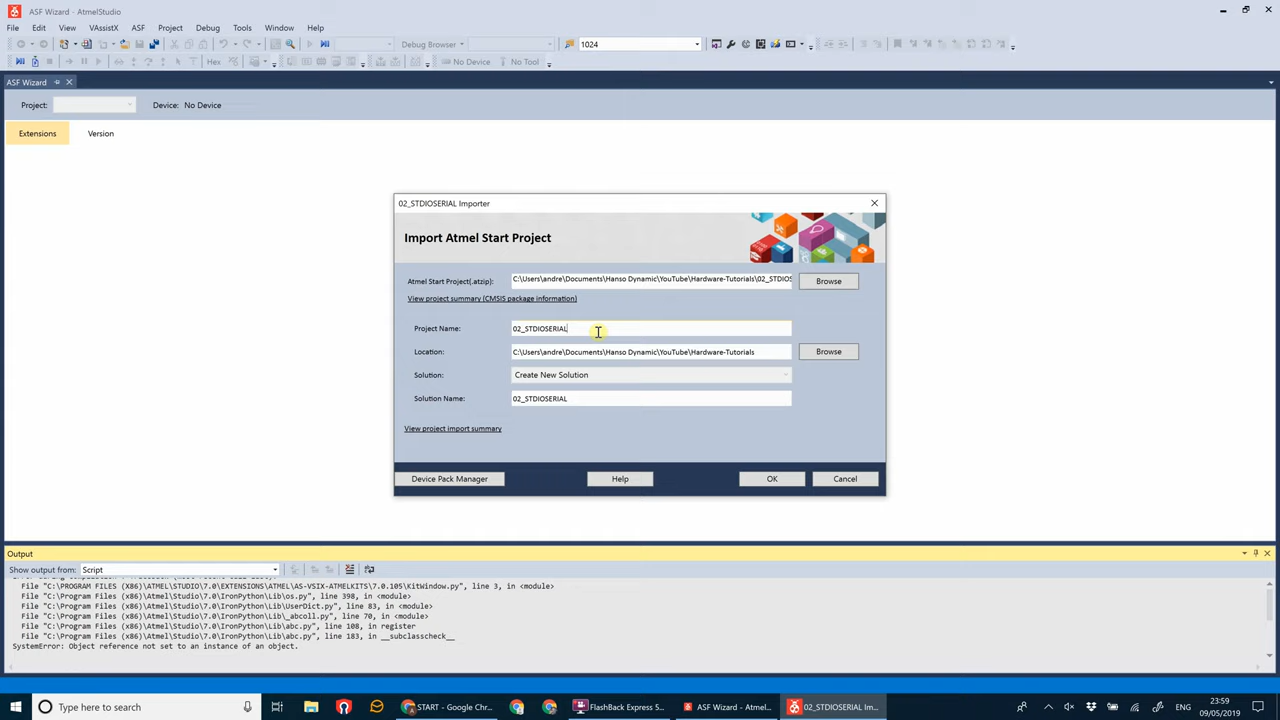 ASF Wizard - AtmelStudio
File Edit View VAssistX ASF Project Debug Tools Window Help
Debug Browser 1024
Hex No Device No Tool
ASF Wizard
Project: Device: No Device
Extensions Version
02_STDIOSERIAL Importer
Import Atmel Start Project
Atmel Start Project(.atzip): C:\Users\andre\Documents\Hanso Dynamic\YouTube\Hardware-Tutorials\02_STDIOS Browse
View project summary (CMSIS package information)
Project Name: 02_STDIOSERIAL
Location: C:\Users\andre\Documents\Hanso Dynamic\YouTube\Hardware-Tutorials Browse
Solution: Create New Solution
Solution Name: 02_STDIOSERIAL
View project import summary
Device Pack Manager Help OK Cancel
Output
Show output from: Script
File "C:\PROGRAM FILES (X86)\ATMEL\STUDIO\7.0\EXTENSIONS\ATMEL\AS-VSIX-ATMELKITS\7.0.105\KitWindow.py", line 3, in <module>
File "C:\Program Files (x86)\Atmel\Studio\7.0\IronPython\Lib\os.py", line 398, in <module>
File "C:\Program Files (x86)\Atmel\Studio\7.0\IronPython\Lib\UserDict.py", line 83, in <module>
File "C:\Program Files (x86)\Atmel\Studio\7.0\IronPython\Lib\_abcoll.py", line 70, in <module>
File "C:\Program Files (x86)\Atmel\Studio\7.0\IronPython\Lib\abc.py", line 108, in register
File "C:\Program Files (x86)\Atmel\Studio\7.0\IronPython\Lib\abc.py", line 183, in __subclasscheck__
SystemError: Object reference not set to an instance of an object.
Type here to search START - Google Chro... FlashBack Express 5... ASF Wizard - Atmel... 02_STDIOSERIAL Im... ENG 23:59
09/05/2019